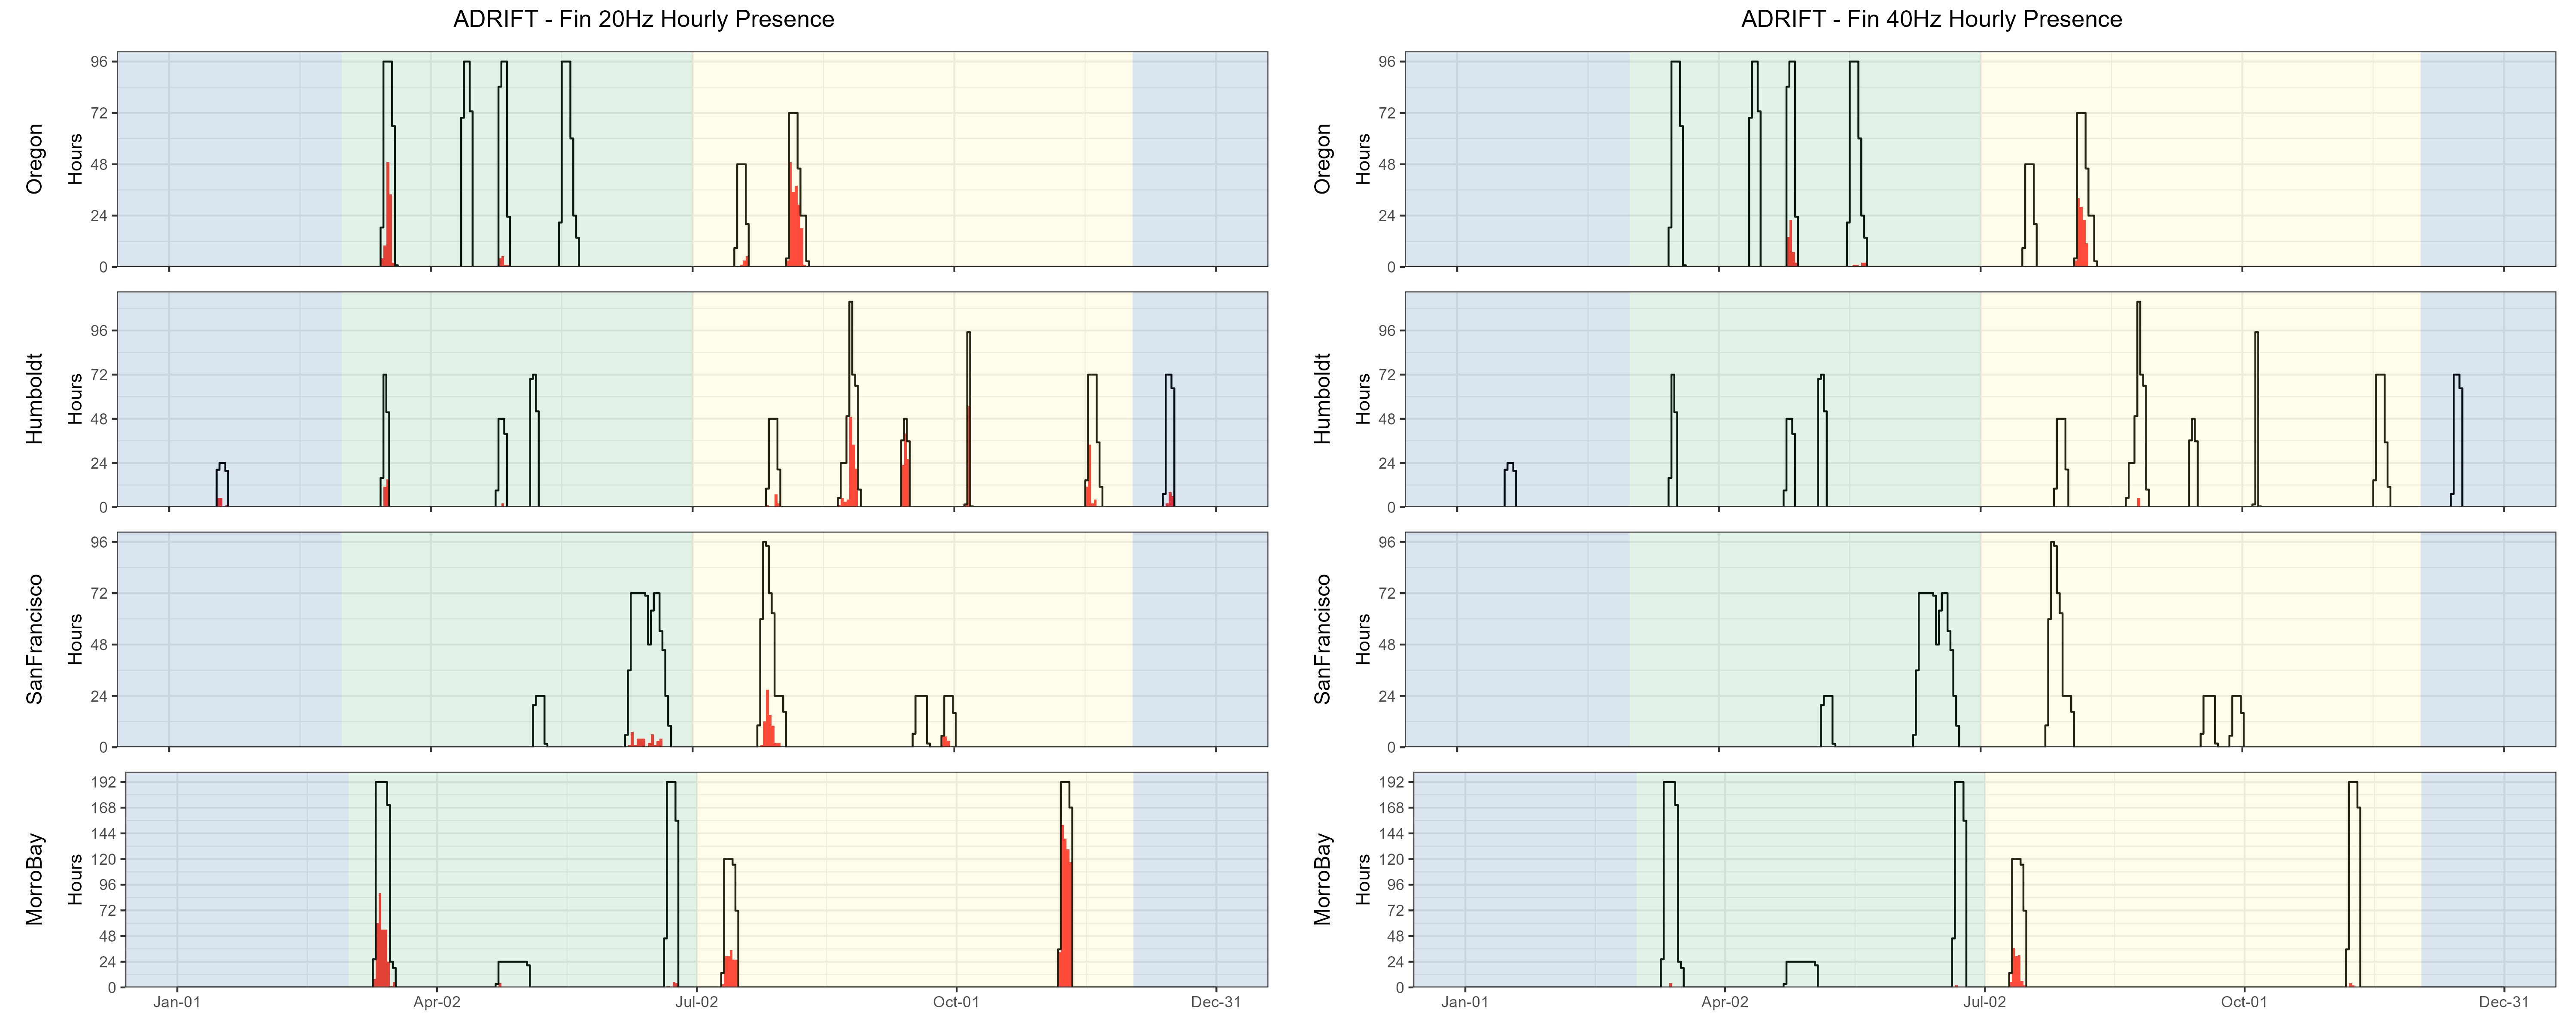 ADRIFT - Fin 20Hz Hourly Presence
Oregon
Hours
96
72
48
24
0
Humboldt
Hours
96
72
48
24
0
SanFrancisco
Hours
96
72
48
24
0
MorroBay
Hours
192
168
144
120
96
72
48
24
0
Jan-01 Apr-02 Jul-02 Oct-01 Dec-31
ADRIFT - Fin 40Hz Hourly Presence
Oregon
Hours
96
72
48
24
0
Humboldt
Hours
96
72
48
24
0
SanFrancisco
Hours
96
72
48
24
0
MorroBay
Hours
192
168
144
120
96
72
48
24
0
Jan-01 Apr-02 Jul-02 Oct-01 Dec-31